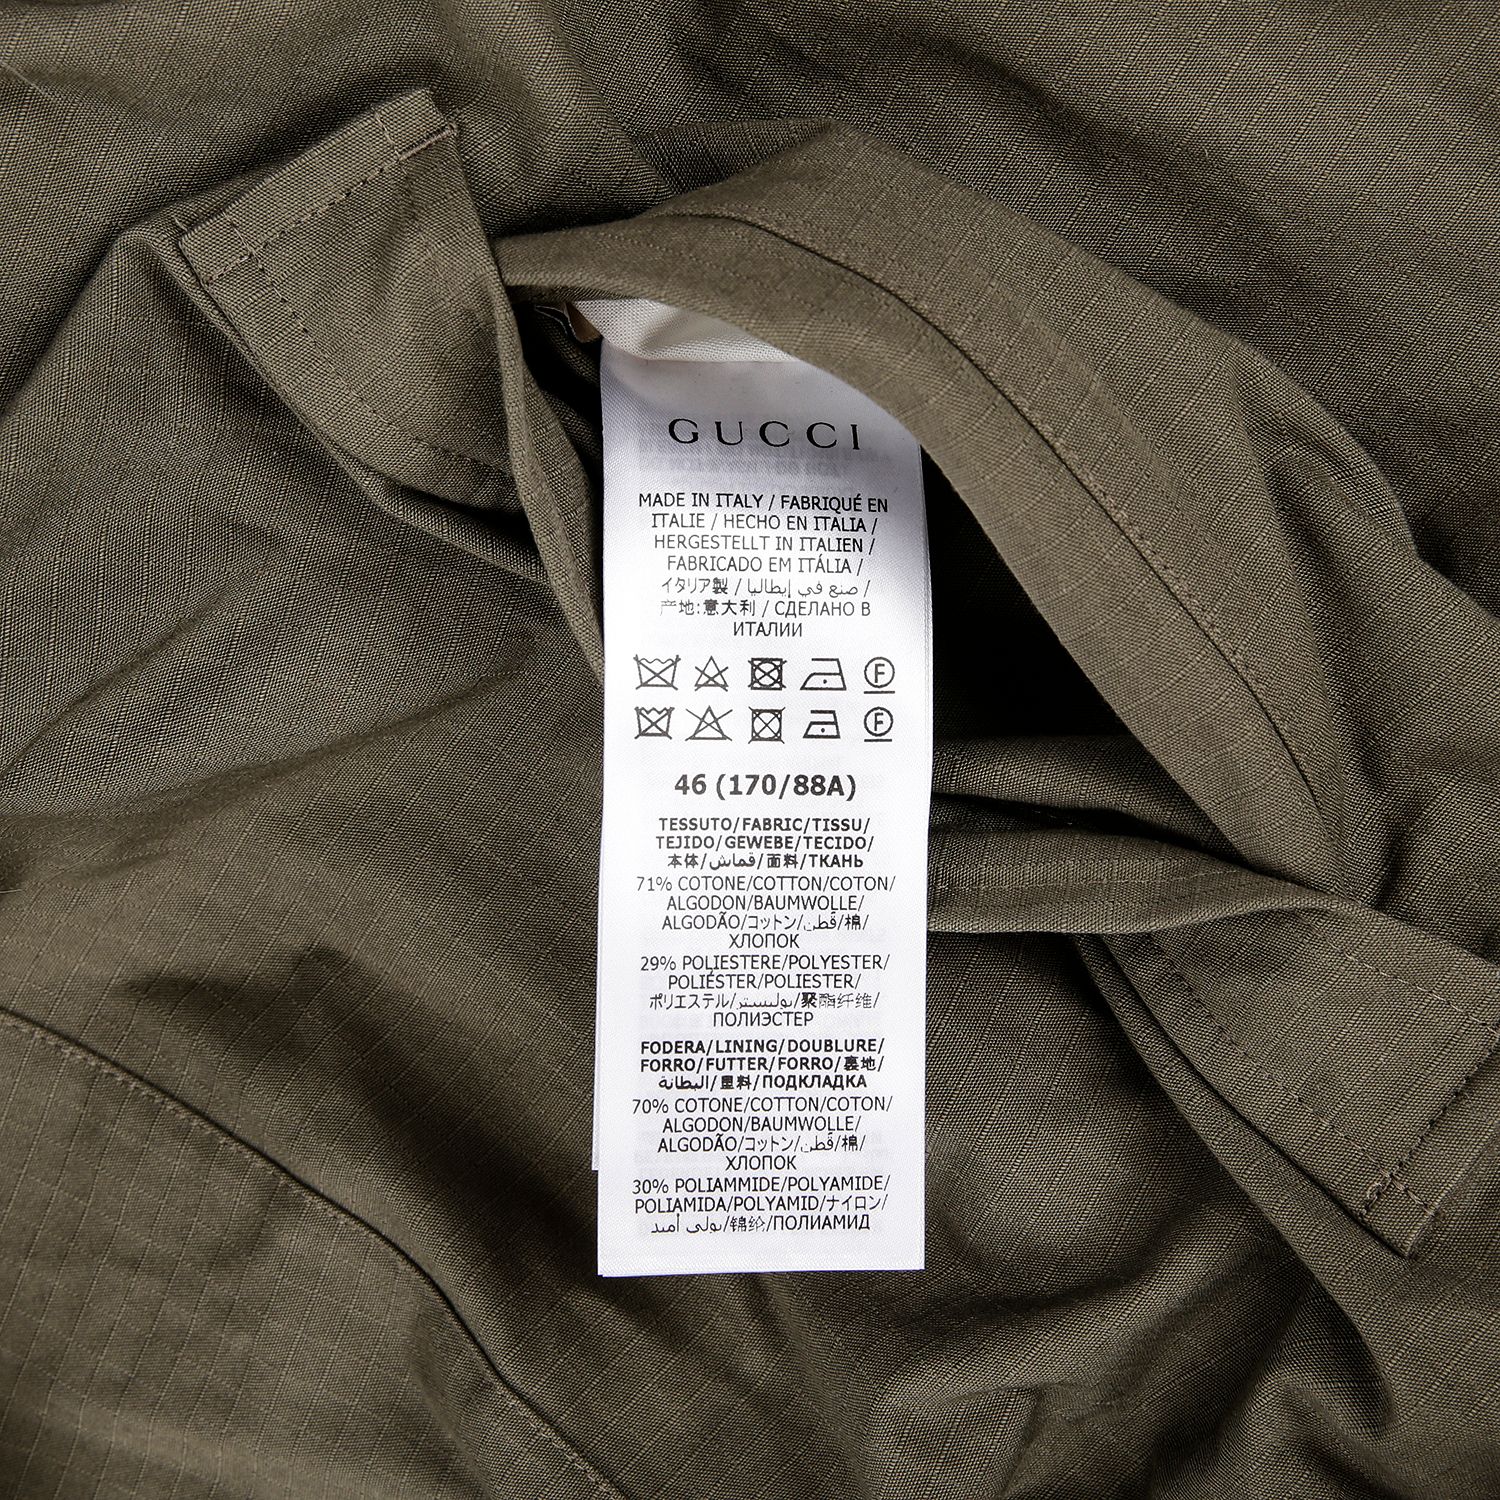 GUCCI
MADE IN ITALY / FABRIQUÉ EN
ITALIE / HECHO EN ITALIA /
HERGESTELLT IN ITALIEN /
FABRICADO EM ITÁLIA /
イタリア製 / صنع في إيطاليا /
产地:意大利 / СДЕЛАНО В
ИТАЛИИ
F
F
46 (170/88A)
TESSUTO/FABRIC/TISSU/
TEJIDO/GEWEBE/TECIDO/
本体/قماش/面料/ТКАНЬ
71% COTONE/COTTON/COTON/
ALGODON/BAUMWOLLE/
ALGODÃO/コットン/قطن/棉/
ХЛОПОК
29% POLIESTERE/POLYESTER/
POLIÉSTER/POLIESTER/
ポリエステル/بوليستر/聚酯纤维/
ПОЛИЭСТЕР
FODERA/LINING/DOUBLURE/
FORRO/FUTTER/FORRO/裏地/
البطانة/里料/ПОДКЛАДКА
70% COTONE/COTTON/COTON/
ALGODON/BAUMWOLLE/
ALGODÃO/コットン/قطن/棉/
ХЛОПОК
30% POLIAMMIDE/POLYAMIDE/
POLIAMIDA/POLYAMID/ナイロン/
بولي أميد/锦纶/ПОЛИАМИД